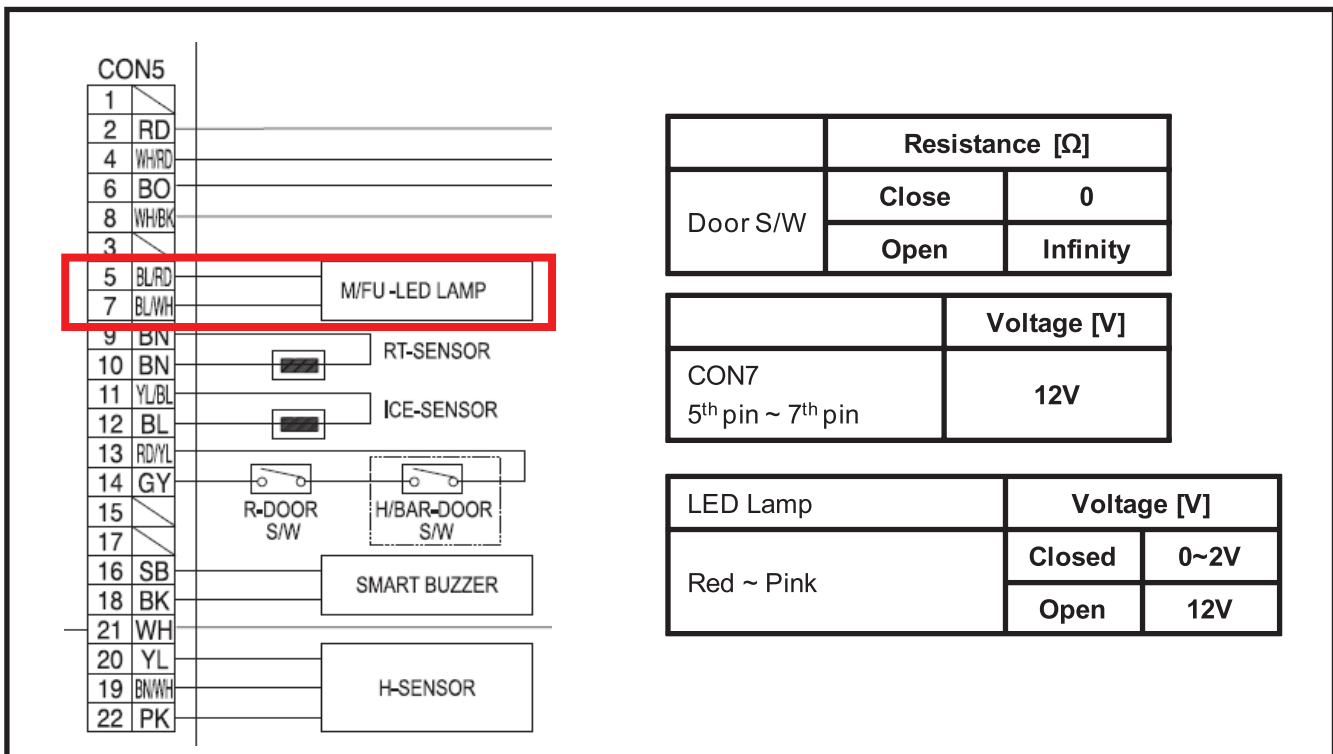 CON5
1
2 RD
4 WH/RD
6 BO
8 WH/BK
3
5 BL/RD
7 BL/WH
M/FU-LED LAMP
9 BN
10 BN
RT-SENSOR
11 YL/BL
12 BL
ICE-SENSOR
13 RD/YL
14 GY
R-DOOR
S/W
H/BAR-DOOR
S/W
15
17
16 SB
18 BK
SMART BUZZER
21 WH
20 YL
19 BN/WH
22 PK
H-SENSOR
Resistance [Ω]
Door S/W
Close 0
Open Infinity
Voltage [V]
CON7
5th pin ~ 7th pin
12V
LED Lamp Voltage [V]
Red ~ Pink
Closed 0~2V
Open 12V